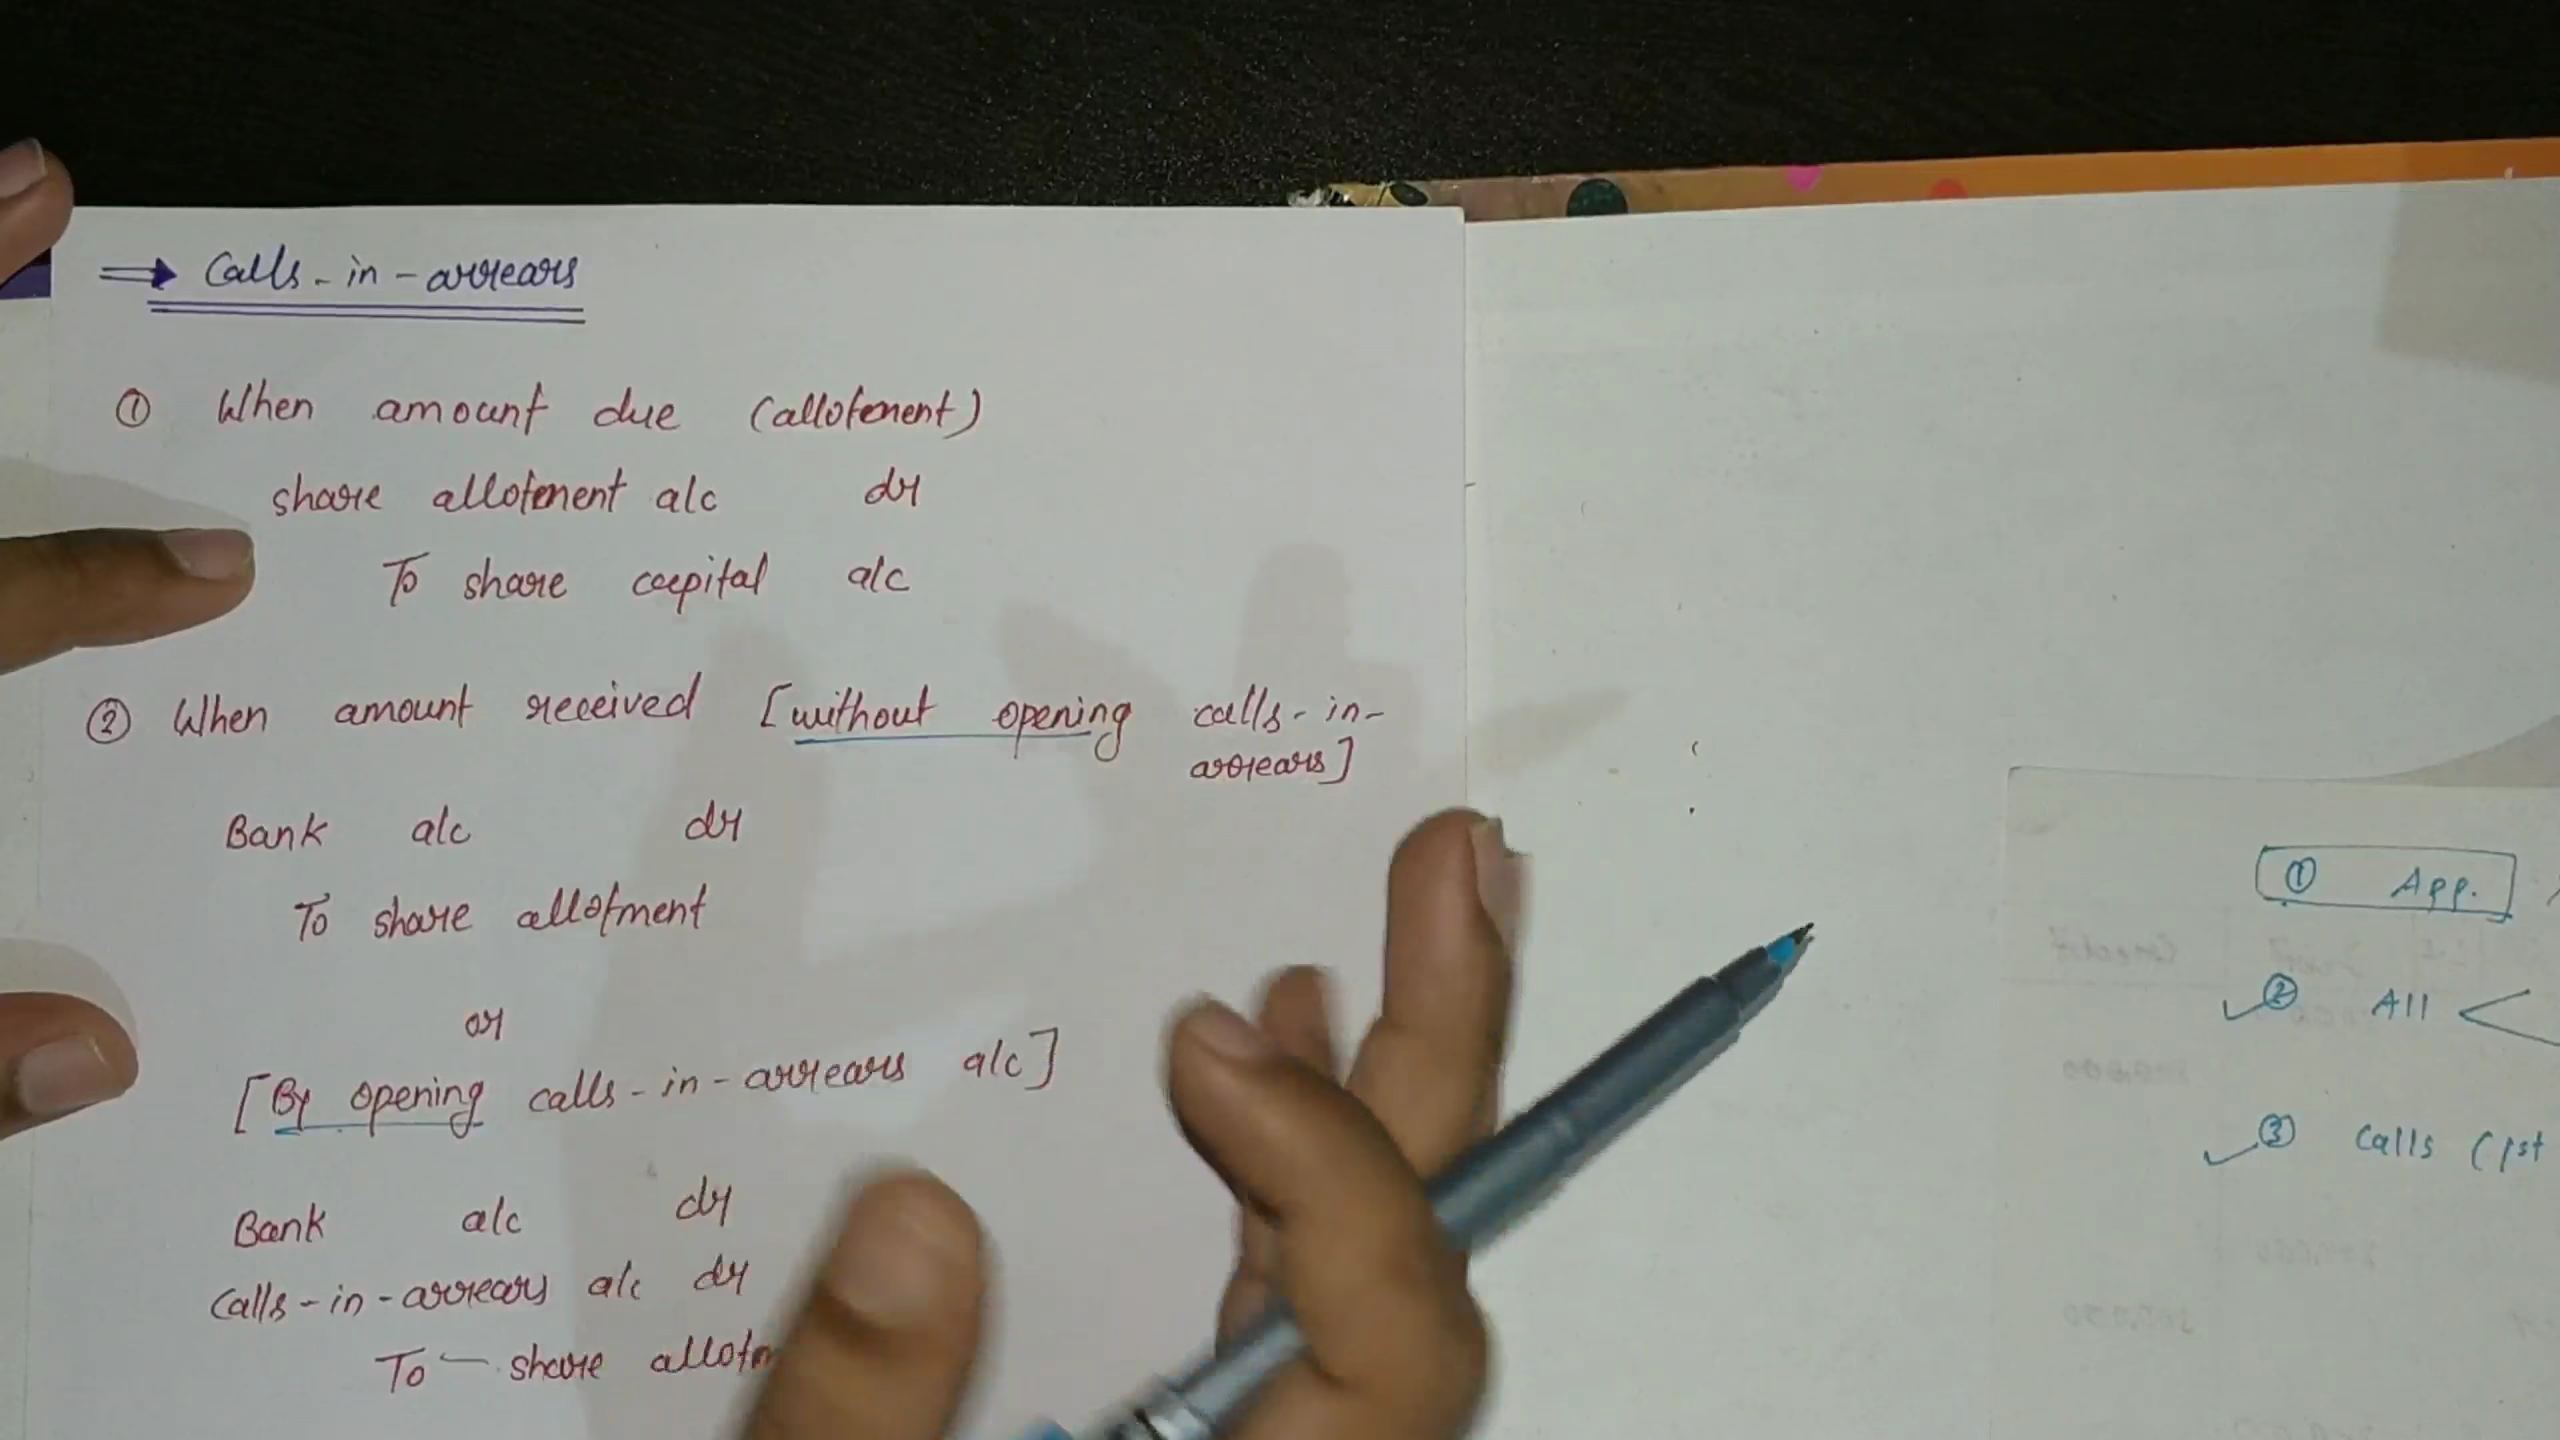 ⇒ Calls-in-arrears
① When amount due (allotment)
share allotment a/c dr
To share capital a/c
② When amount received [without opening calls-in-
arrears]
Bank a/c dr
To share allotment
or
[By opening calls-in-arrears a/c]
Bank a/c dr
Calls-in-arrears a/c dr
To share
① App.
② All
③ Calls (1st